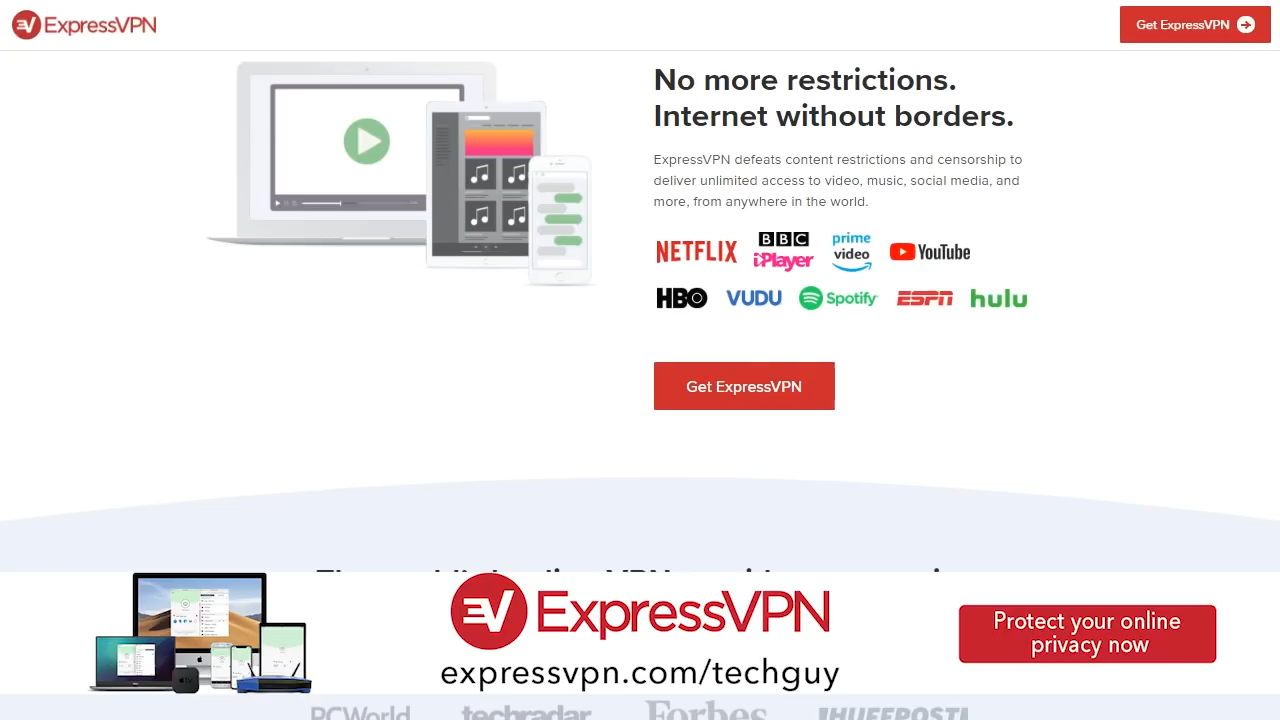 ExpressVPN
Get ExpressVPN
No more restrictions.
Internet without borders.
ExpressVPN defeats content restrictions and censorship to
deliver unlimited access to video, music, social media, and
more, from anywhere in the world.
NETFLIX BBC iPLayer prime video YouTube
HBO VUDU Spotify ESPN hulu
Get ExpressVPN
ExpressVPN
expressvpn.com/techguy
Protect your online
privacy now
PCWorld techradar Forbes HUFFPOST